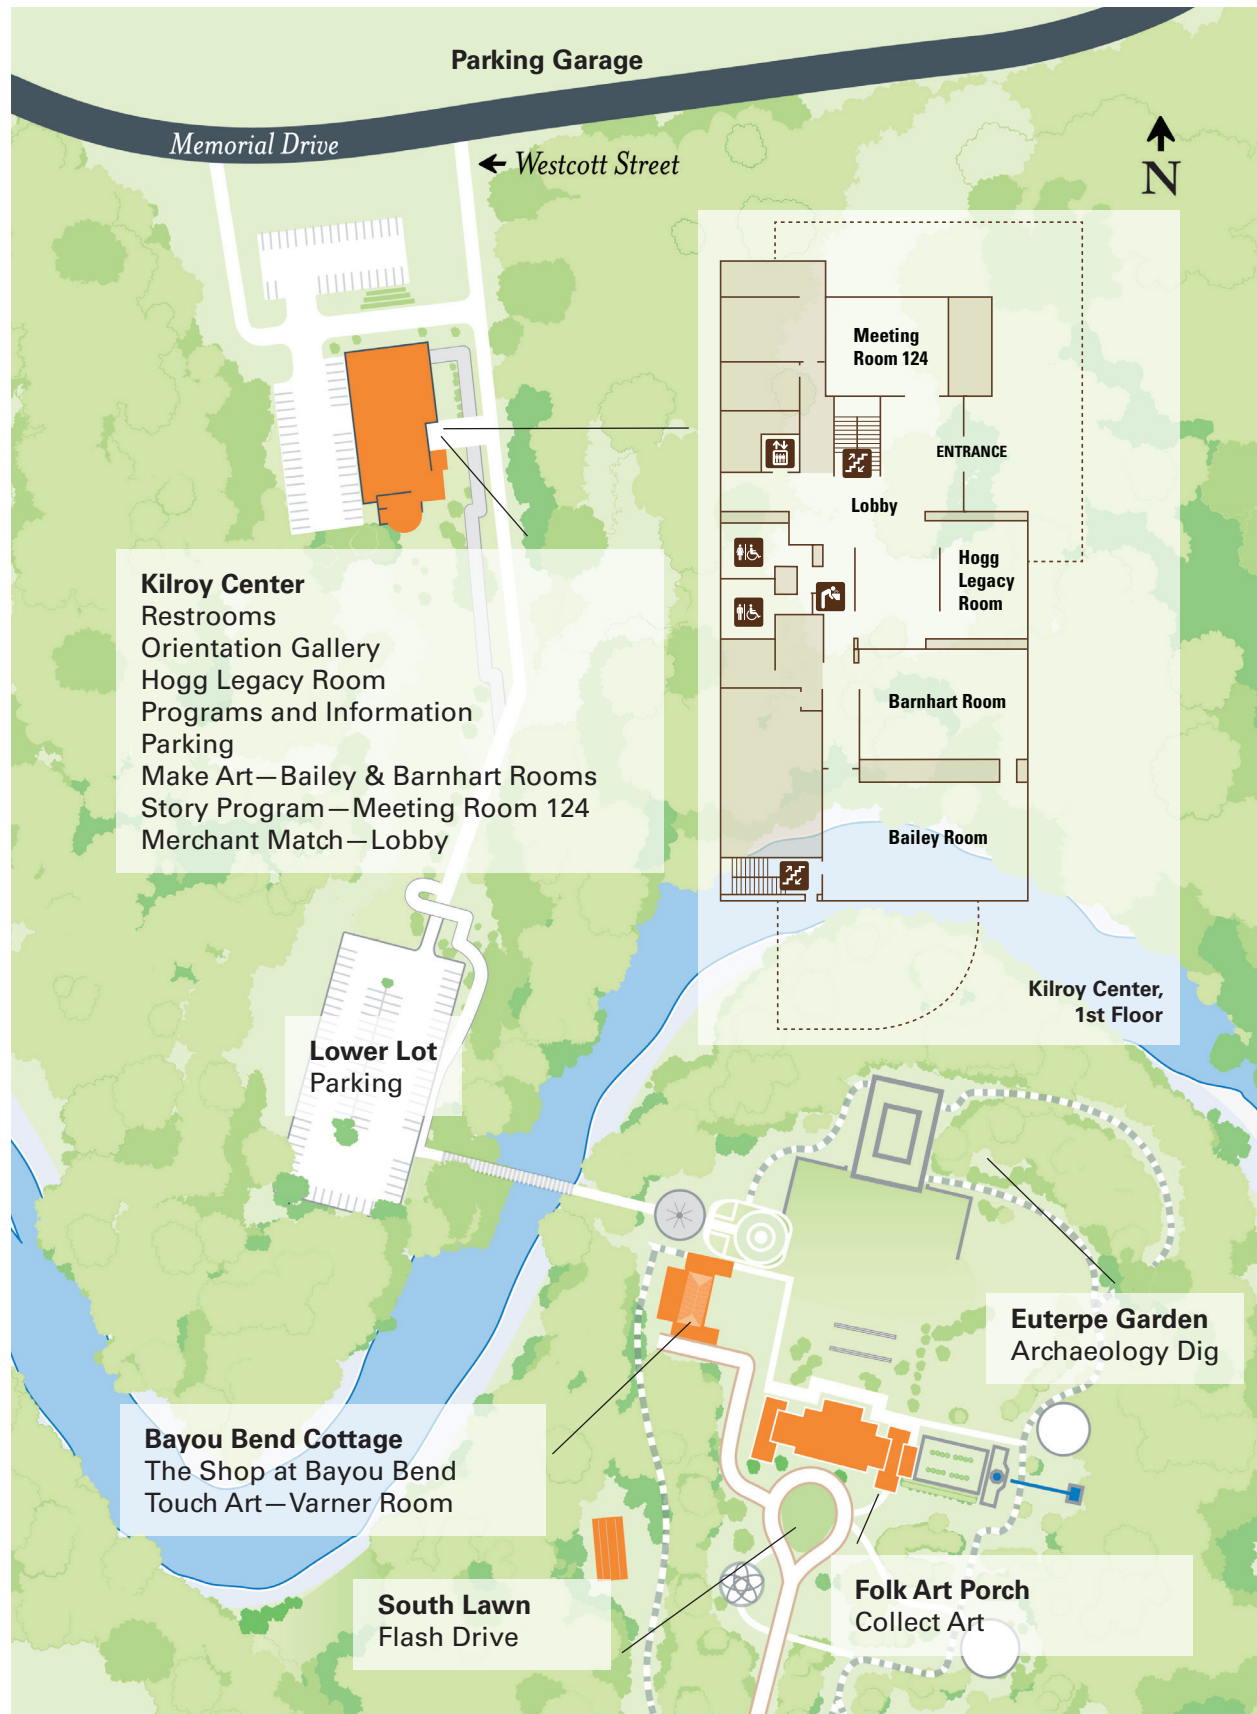 Parking Garage
Memorial Drive
Westcott Street
N
Meeting
Room 124
ENTRANCE
Lobby
Hogg
Legacy
Room
Barnhart Room
Bailey Room
Kilroy Center,
1st Floor
Kilroy Center
Restrooms
Orientation Gallery
Hogg Legacy Room
Programs and Information
Parking
Make Art—Bailey & Barnhart Rooms
Story Program—Meeting Room 124
Merchant Match—Lobby
Lower Lot
Parking
Euterpe Garden
Archaeology Dig
Bayou Bend Cottage
The Shop at Bayou Bend
Touch Art—Varner Room
South Lawn
Flash Drive
Folk Art Porch
Collect Art